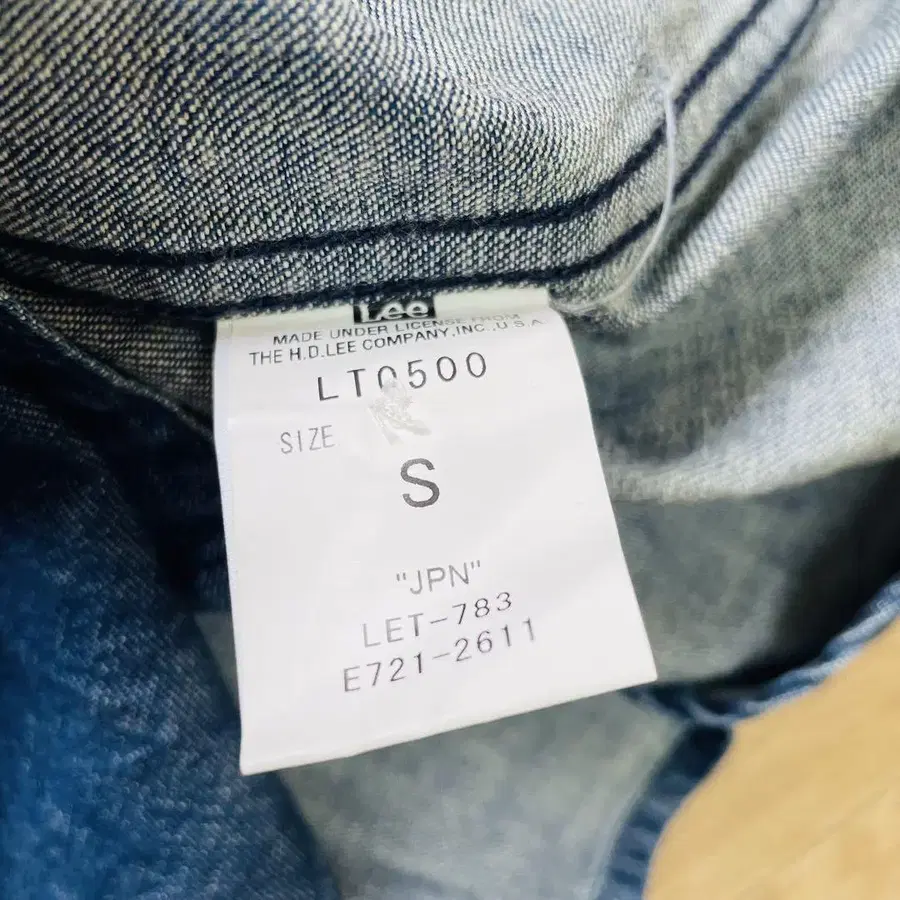 Lee
MADE UNDER LICENSE FROM
THE H.D.LEE COMPANY,INC.,U.S.A.
LT0500
SIZE
S
"JPN"
LET-783
E721-2611